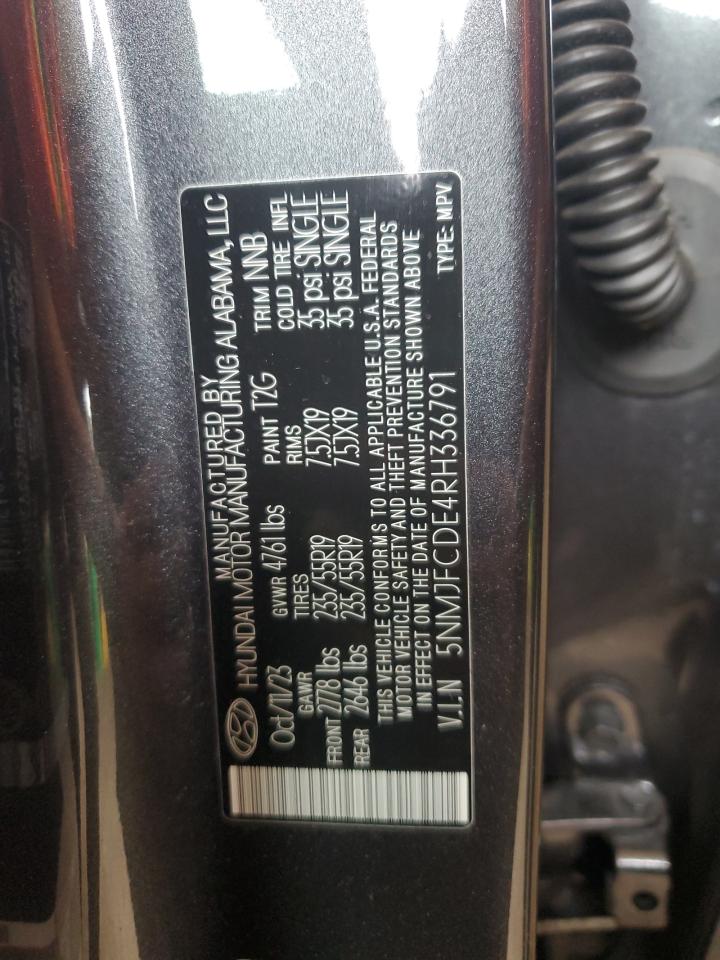 MANUFACTURED BY
HYUNDAI MOTOR MANUFACTURING ALABAMA, LLC
Oct/11/23 GVWR 4761 lbs PAINT T2G TRIM NNB
GAWR TIRES RIMS COLD TIRE INFL
FRONT 2778 lbs 235/55R19 7.5JX19 35 psi SINGLE
REAR 2646 lbs 235/55R19 7.5JX19 35 psi SINGLE
THIS VEHICLE CONFORMS TO ALL APPLICABLE U.S.A. FEDERAL
MOTOR VEHICLE SAFETY AND THEFT PREVENTION STANDARDS
IN EFFECT ON THE DATE OF MANUFACTURE SHOWN ABOVE
V.I.N 5NMJFCDE4RH336791 TYPE: MPV